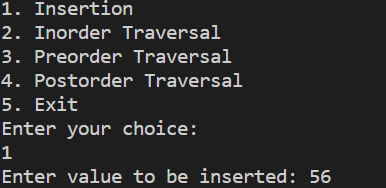 1. Insertion
2. Inorder Traversal
3. Preorder Traversal
4. Postorder Traversal
5. Exit
Enter your choice:
1
Enter value to be inserted: 56